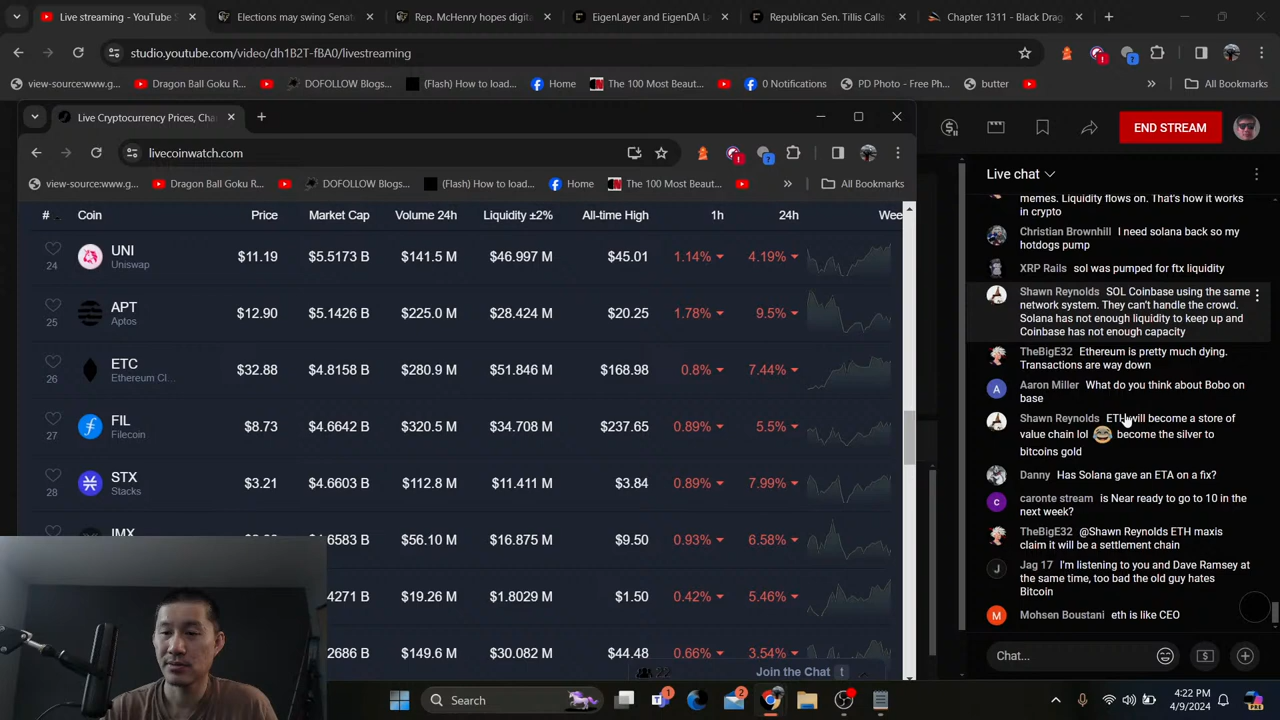 Live streaming - YouTube S
Elections may swing Senat
Rep. McHenry hopes digita
EigenLayer and EigenDA La
Republican Sen. Tillis Calls
Chapter 1311 - Black Drag
studio.youtube.com/video/dh1B2T-fBA0/livestreaming
view-source:www.g...
Dragon Ball Goku R...
DOFOLLOW Blogs...
(Flash) How to load...
Home
The 100 Most Beaut...
0 Notifications
PD Photo - Free Ph...
butter
All Bookmarks
Live Cryptocurrency Prices, Cha
livecoinwatch.com
view-source:www.g...
Dragon Ball Goku R...
DOFOLLOW Blogs...
(Flash) How to load...
Home
The 100 Most Beaut...
All Bookmarks
# Coin Price Market Cap Volume 24h Liquidity ±2% All-time High 1h 24h Wee
24 UNI Uniswap $11.19 $5.5173 B $141.5 M $46.997 M $45.01 1.14% 4.19%
25 APT Aptos $12.90 $5.1426 B $225.0 M $28.424 M $20.25 1.78% 9.5%
26 ETC Ethereum Cl... $32.88 $4.8158 B $280.9 M $51.846 M $168.98 0.8% 7.44%
27 FIL Filecoin $8.73 $4.6642 B $320.5 M $34.708 M $237.65 0.89% 5.5%
28 STX Stacks $3.21 $4.6603 B $112.8 M $11.411 M $3.84 0.89% 7.99%
IMX 6583 B $56.10 M $16.875 M $9.50 0.93% 6.58%
4271 B $19.26 M $1.8029 M $1.50 0.42% 5.46%
2686 B $149.6 M $30.082 M $44.48 0.66% 3.54%
Join the Chat t
END STREAM
Live chat
memes. Liquidity flows on. That's how it works
in crypto
Christian Brownhill I need solana back so my
hotdogs pump
XRP Rails sol was pumped for ftx liquidity
Shawn Reynolds SOL Coinbase using the same
network system. They can't handle the crowd.
Solana has not enough liquidity to keep up and
Coinbase has not enough capacity
TheBigE32 Ethereum is pretty much dying.
Transactions are way down
Aaron Miller What do you think about Bobo on
base
Shawn Reynolds ETH will become a store of
value chain lol 😂 become the silver to
bitcoins gold
Danny Has Solana gave an ETA on a fix?
caronte stream is Near ready to go to 10 in the
next week?
TheBigE32 @Shawn Reynolds ETH maxis
claim it will be a settlement chain
Jag 17 I'm listening to you and Dave Ramsey at
the same time, too bad the old guy hates
Bitcoin
Mohsen Boustani eth is like CEO
Chat...
Search
4:22 PM
4/9/2024